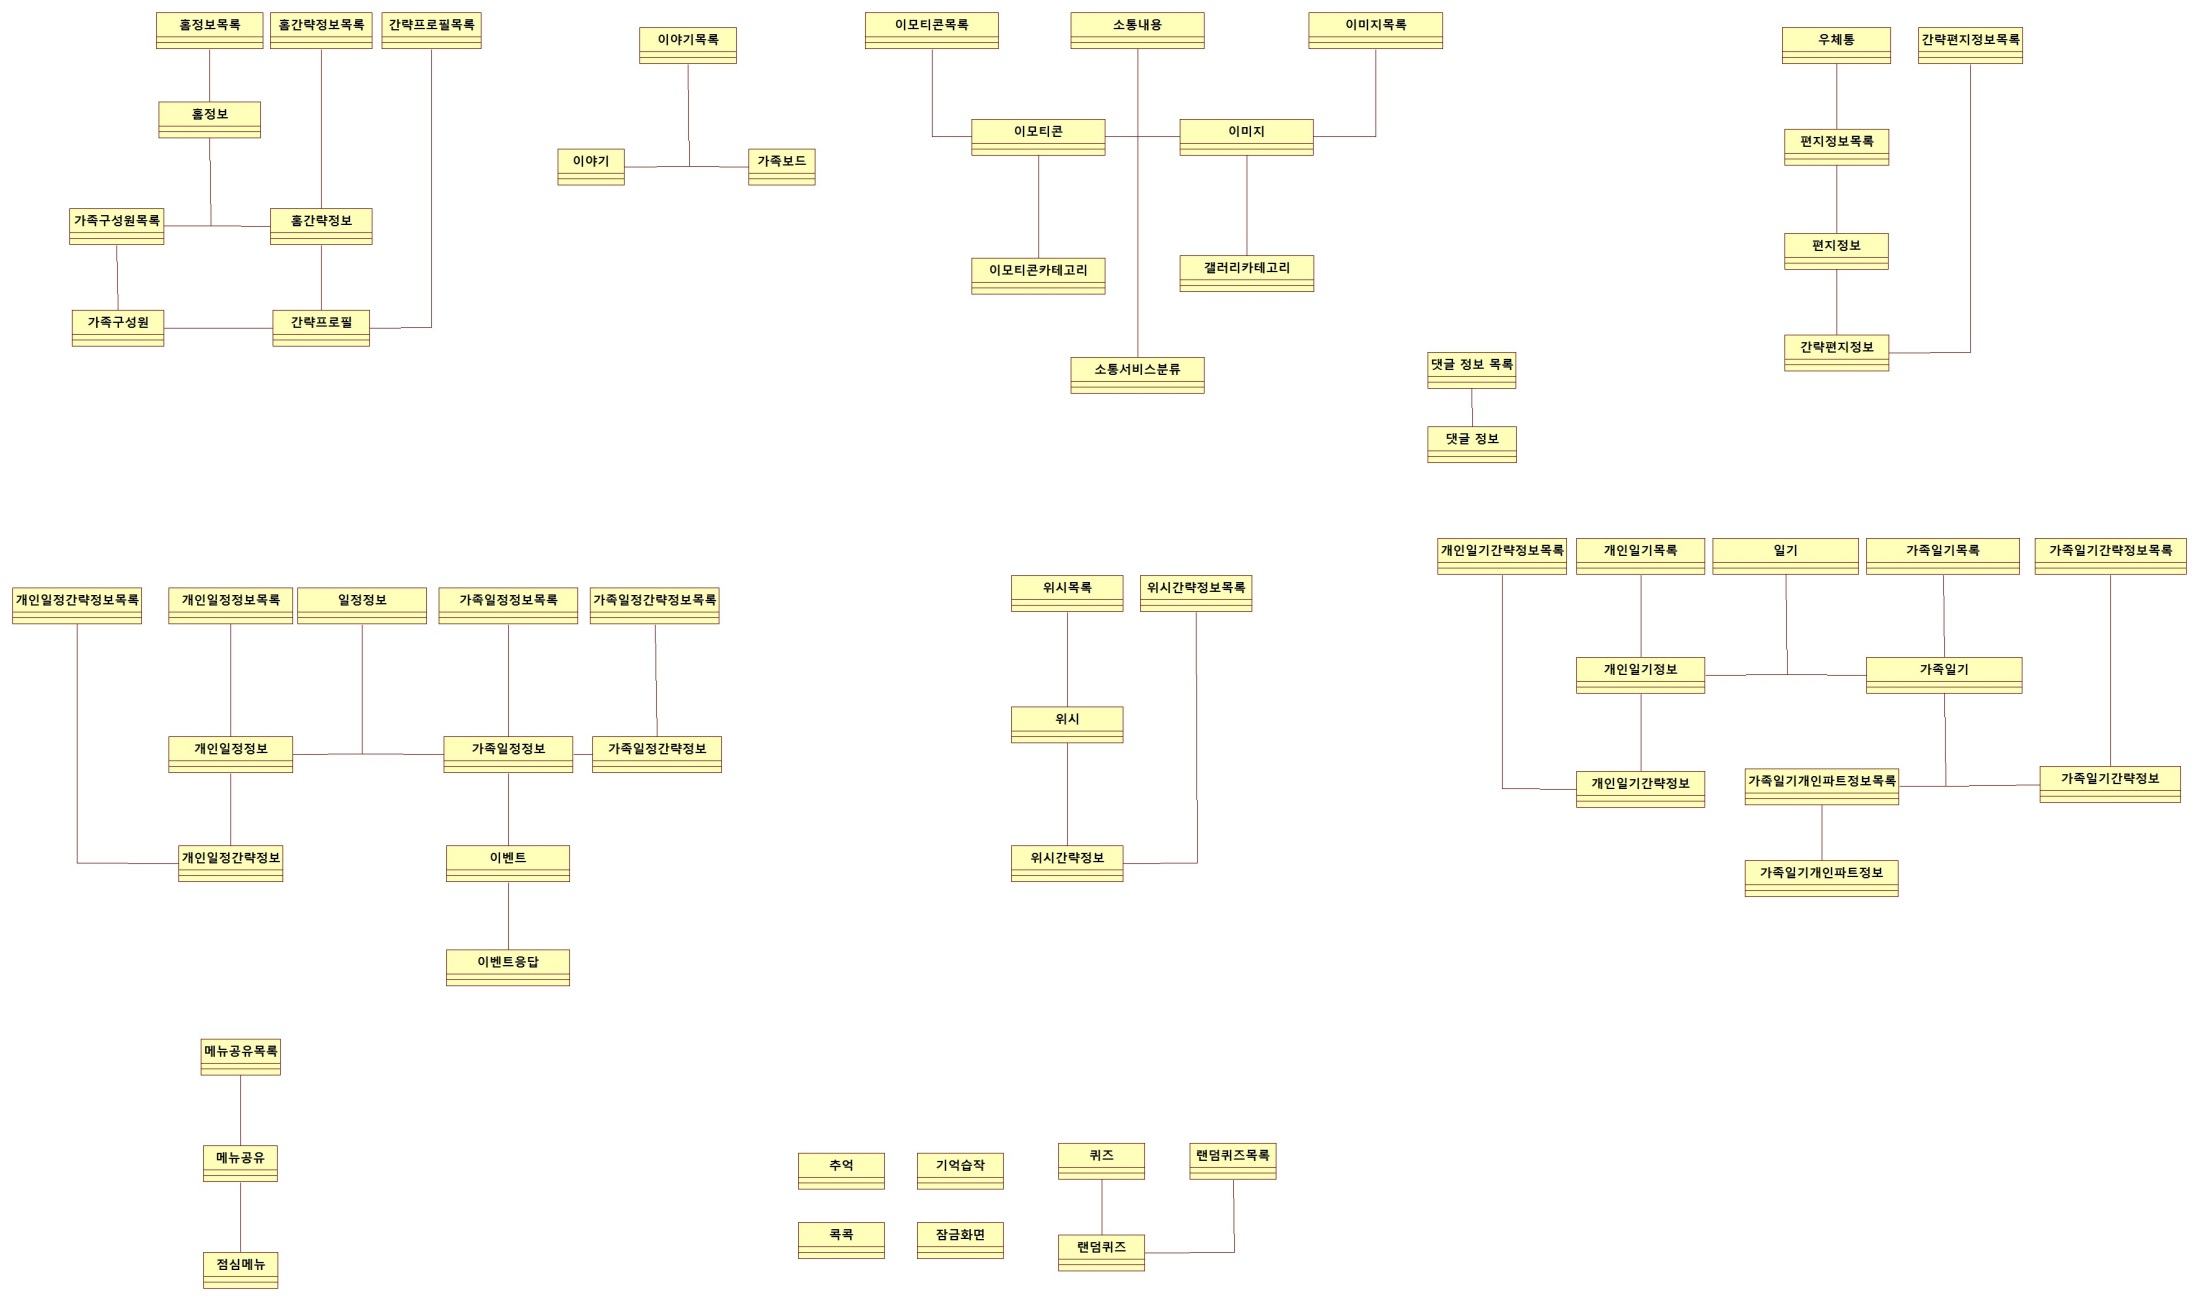 홈정보목록
홈간략정보목록
간략프로필목록
홈정보
가족구성원목록
홈간략정보
가족구성원
간략프로필
이야기목록
이야기
가족보드
이모티콘목록
소통내용
이미지목록
이모티콘
이미지
이모티콘카테고리
갤러리카테고리
소통서비스분류
댓글 정보 목록
댓글 정보
우체통
간략편지정보목록
편지정보목록
편지정보
간략편지정보
개인일정간략정보목록
개인일정정보목록
일정정보
가족일정정보목록
가족일정간략정보목록
개인일정정보
가족일정정보
가족일정간략정보
개인일정간략정보
이벤트
이벤트응답
위시목록
위시간략정보목록
위시
위시간략정보
개인일기간략정보목록
개인일기목록
일기
가족일기목록
가족일기간략정보목록
개인일기정보
가족일기
개인일기간략정보
가족일기개인파트정보목록
가족일기간략정보
가족일기개인파트정보
메뉴공유목록
메뉴공유
점심메뉴
추억
기억습작
콕콕
잠금화면
퀴즈
랜덤퀴즈목록
랜덤퀴즈